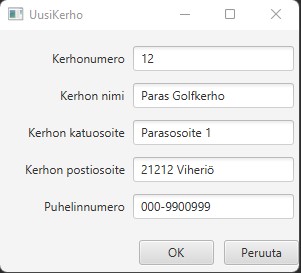 UusiKerho
Kerhonumero 12
Kerhon nimi Paras Golfkerho
Kerhon katuosoite Parasosoite 1
Kerhon postiosoite 21212 Viheriö
Puhelinnumero 000-9900999
OK Peruuta